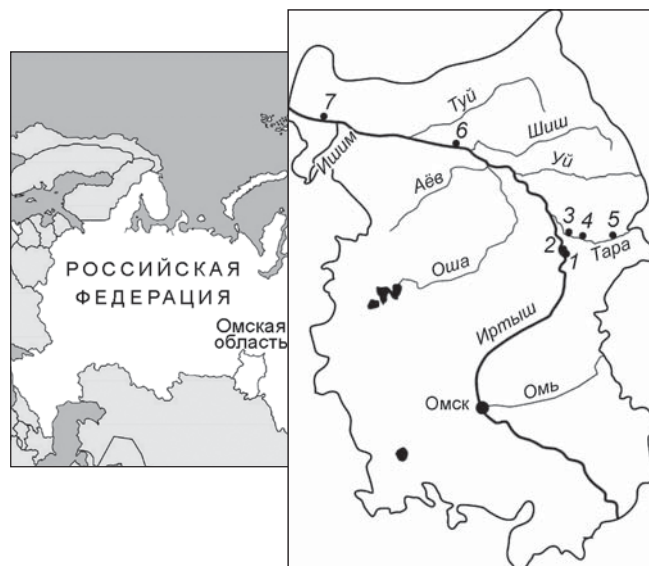 РОССИЙСКАЯ
ФЕДЕРАЦИЯ
Омская
область
7
Туй
6
Шиш
Ишим
Уй
Аёв
3
4
5
2
1
Тара
Оша
Иртыш
Омск
Омь